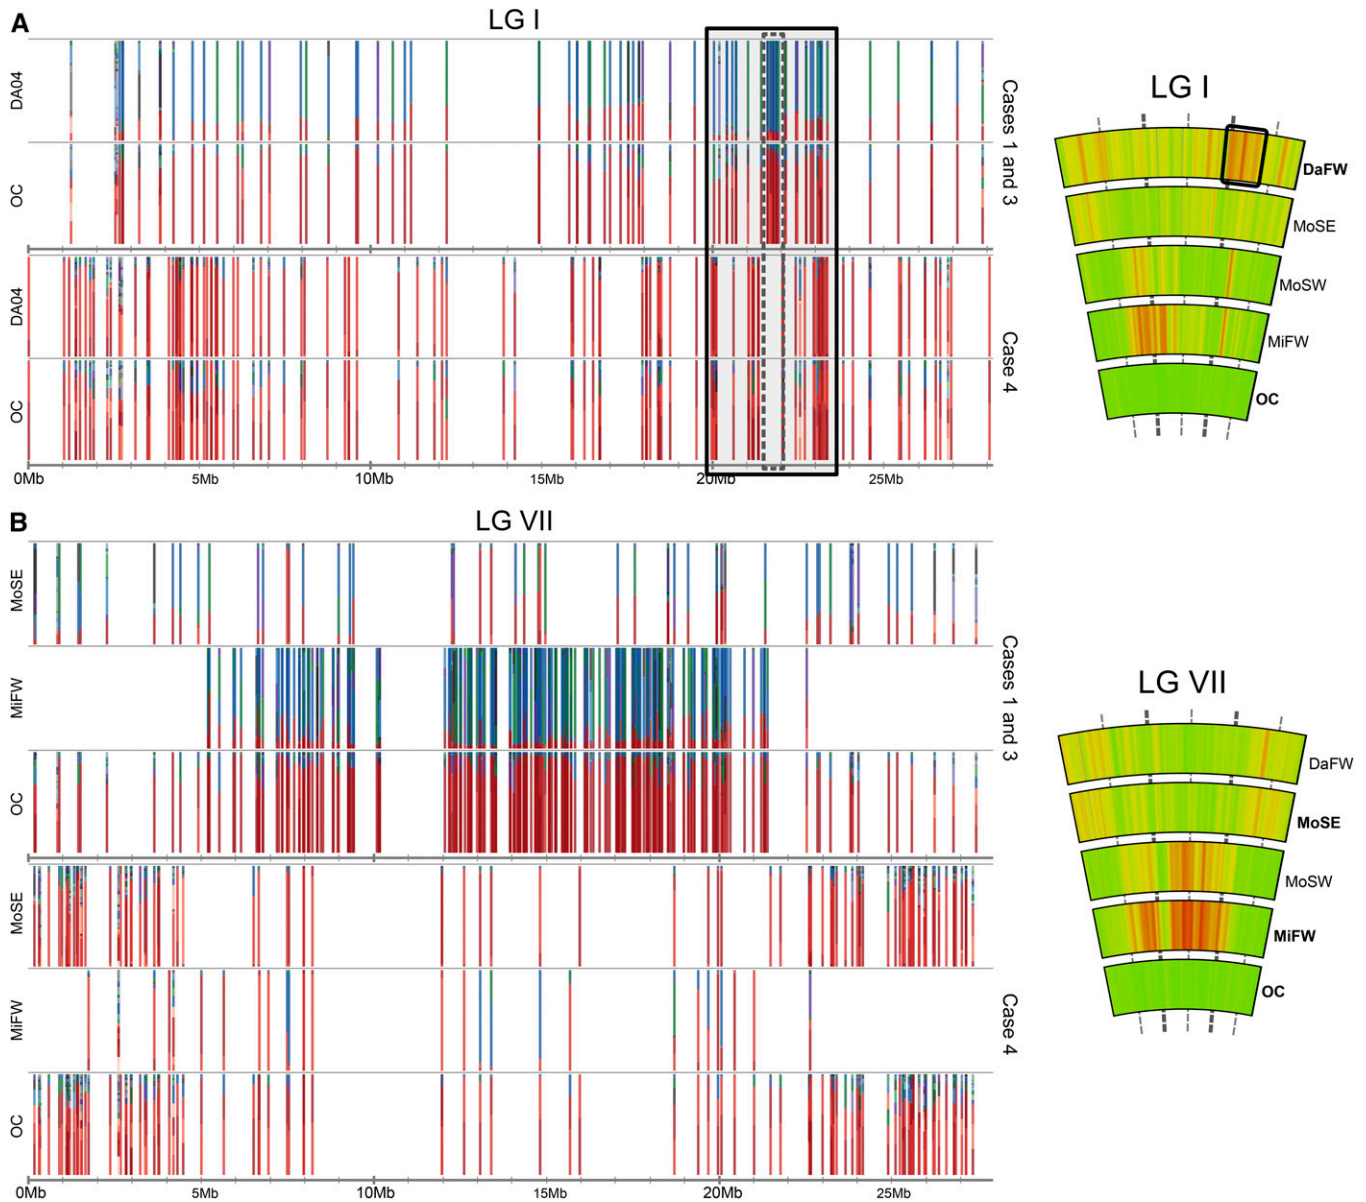 A
LG I
DA04
OC
Cases 1 and 3
DA04
OC
Case 4
0Mb 5Mb 10Mb 15Mb 20Mb 25Mb
LG I
DaFW
MoSE
MoSW
MiFW
OC
B
LG VII
MoSE
MiFW
OC
Cases 1 and 3
MoSE
MiFW
OC
Case 4
0Mb 5Mb 10Mb 15Mb 20Mb 25Mb
LG VII
DaFW
MoSE
MoSW
MiFW
OC